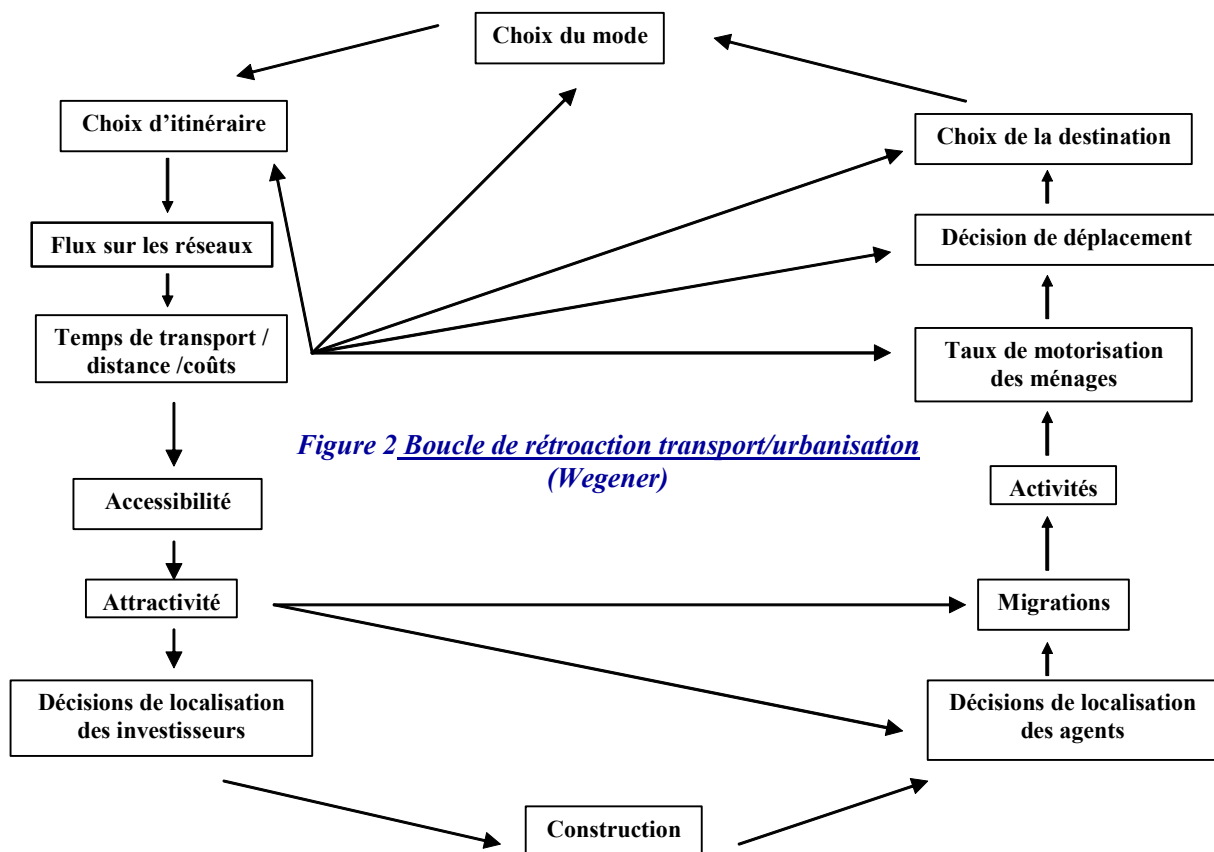 Choix du mode
Choix d'itinéraire
Choix de la destination
Flux sur les réseaux
Décision de déplacement
Temps de transport /
distance /coûts
Taux de motorisation
des ménages
Figure 2 Boucle de rétroaction transport/urbanisation
(Wegener)
Accessibilité
Activités
Attractivité
Migrations
Décisions de localisation
des investisseurs
Décisions de localisation
des agents
Construction